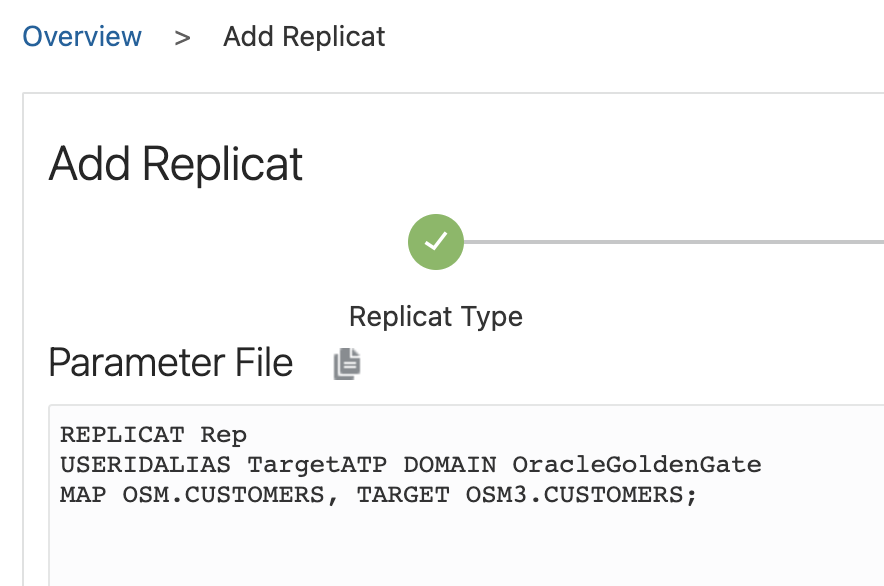 Overview > Add Replicat
Add Replicat
Replicat Type
Parameter File
REPLICAT Rep
USERIDALIAS TargetATP DOMAIN OracleGoldenGate
MAP OSM.CUSTOMERS, TARGET OSM3.CUSTOMERS;